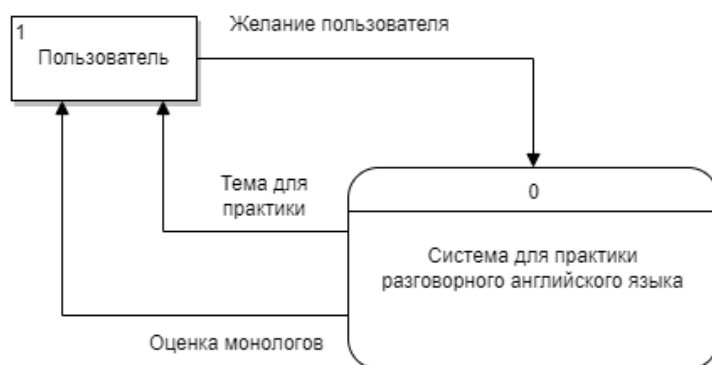 Желание пользователя
1
Пользователь
Тема для
практики
0
Система для практики
разговорного английского языка
Оценка монологов